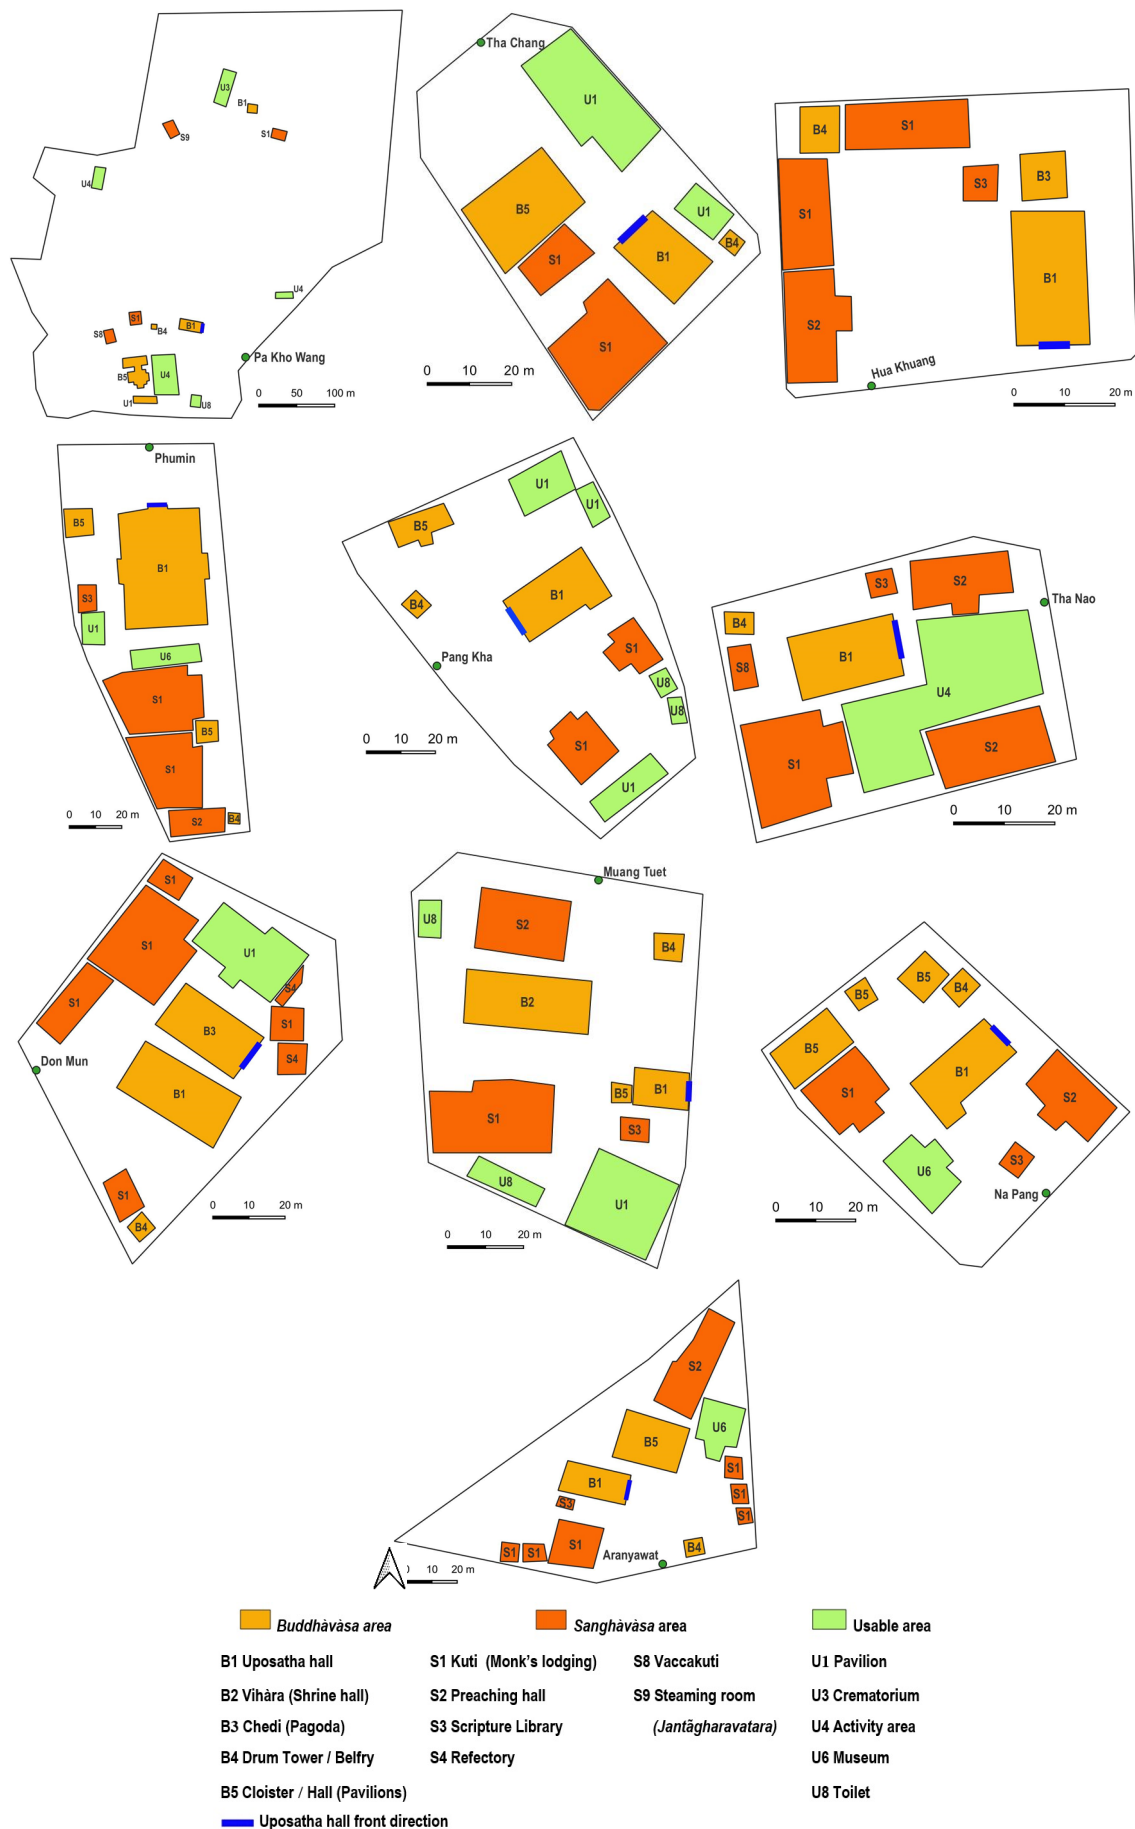 U3
B1
S9
S1
U4
U4
S1
B4
B1
S8
B5
U4
U1
U8
Pa Kho Wang
0 50 100 m
Tha Chang
U1
B5
U1
B4
B1
S1
S1
0 10 20 m
B4
S1
S3
B3
S1
B1
S2
Hua Khuang
0 10 20 m
Phumin
B5
B1
S3
U1
U6
S1
B5
S1
S2
B4
0 10 20 m
U1
U1
B5
B1
B4
S1
Pang Kha
U8
U8
S1
U1
0 10 20 m
S3
S2
Tha Nao
B4
B1
S8
U4
S1
S2
0 10 20 m
S1
S1
U1
S4
S1
B3
S1
S4
Don Mun
B1
S1
B4
0 10 20 m
Muang Tuet
U8
S2
B4
B2
B5
B1
S1
S3
U8
U1
0 10 20 m
B5
B4
B5
B5
B1
S1
S2
U6
S3
Na Pang
0 10 20 m
S2
U6
B5
S1
B1
S1
S3
S1
S1
S1
S1
B4
Aranyawat
10 20 m
Buddhàvàsa area
Sanghàvàsa area
Usable area
B1 Uposatha hall
S1 Kuti (Monk's lodging)
S8 Vaccakuti
U1 Pavilion
B2 Vihàra (Shrine hall)
S2 Preaching hall
S9 Steaming room
U3 Crematorium
B3 Chedi (Pagoda)
S3 Scripture Library
(Jantãgharavatara)
U4 Activity area
B4 Drum Tower / Belfry
S4 Refectory
U6 Museum
B5 Cloister / Hall (Pavilions)
U8 Toilet
Uposatha hall front direction